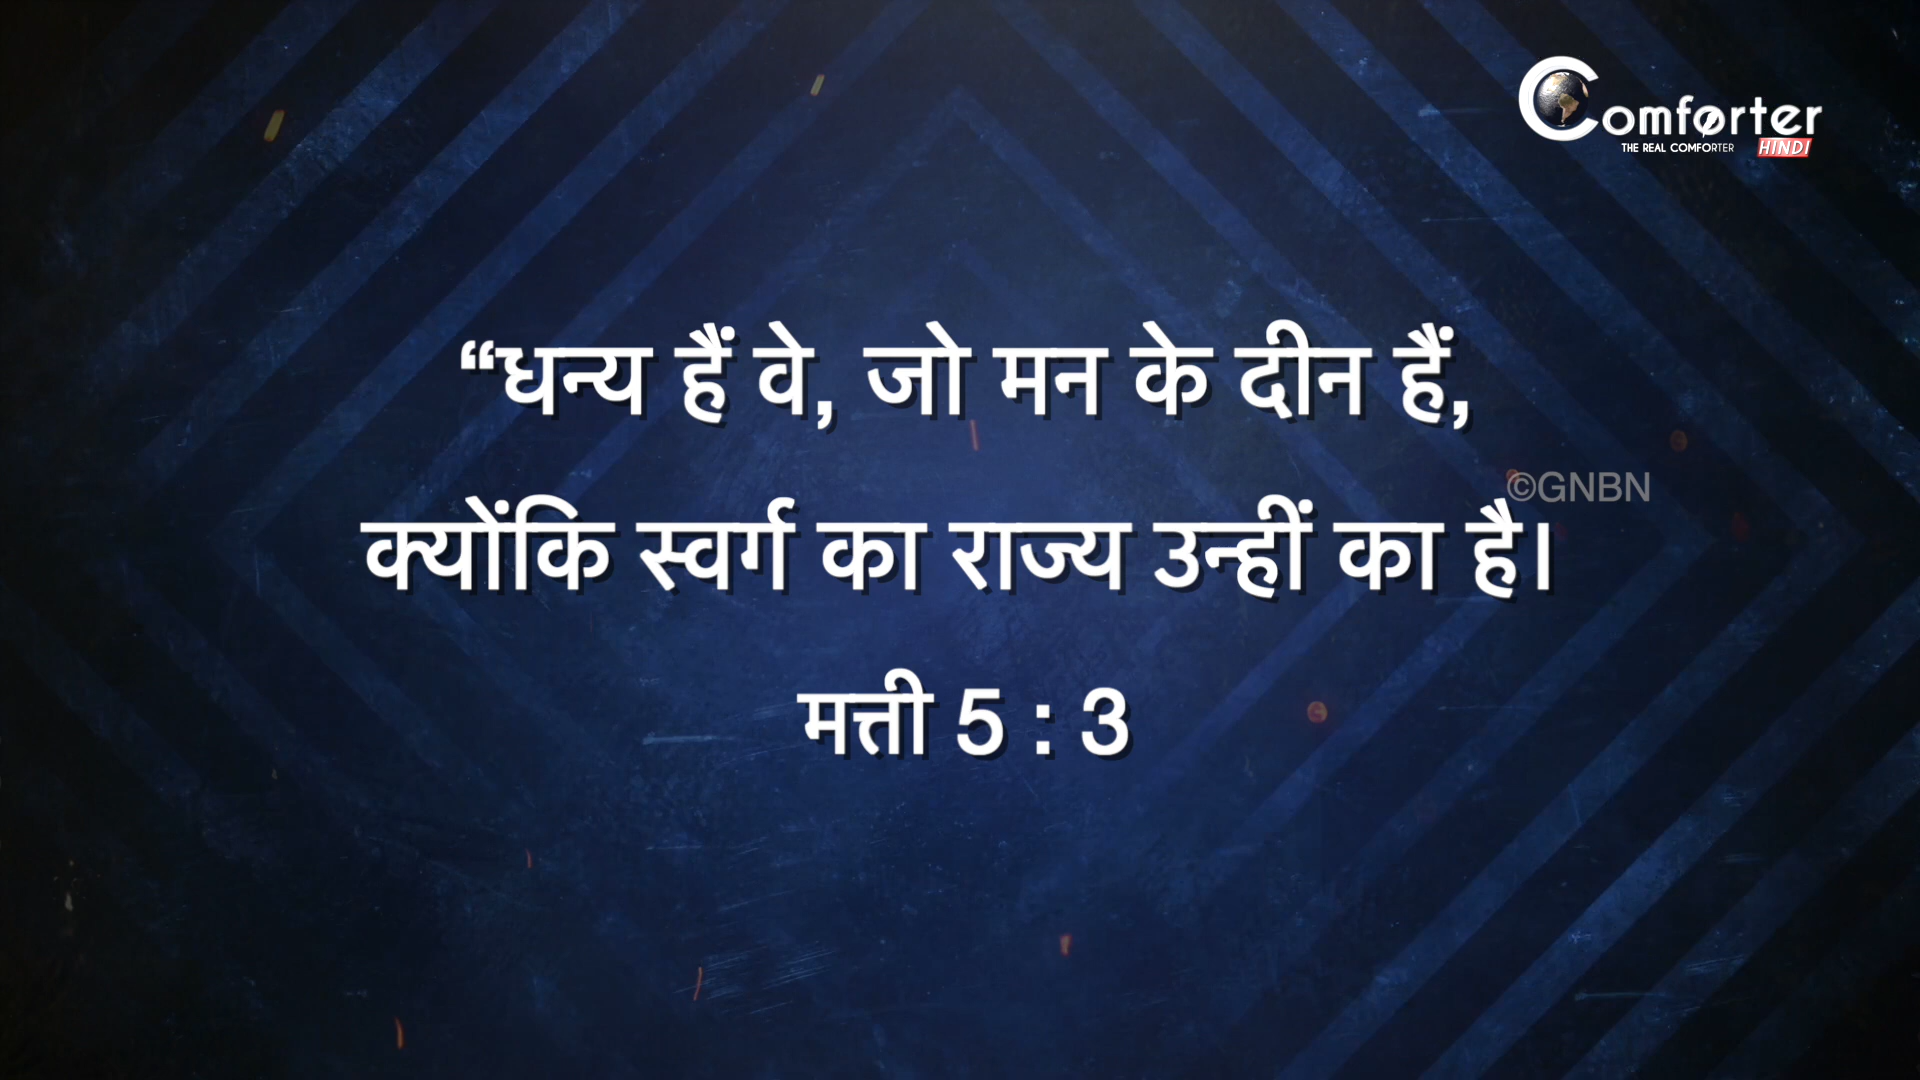 Comforter
THE REAL COMFORTER
HINDI
“धन्य हैं वे, जो मन के दीन हैं,
©GNBN
क्योंकि स्वर्ग का राज्य उन्हीं का है।
मत्ती 5 : 3